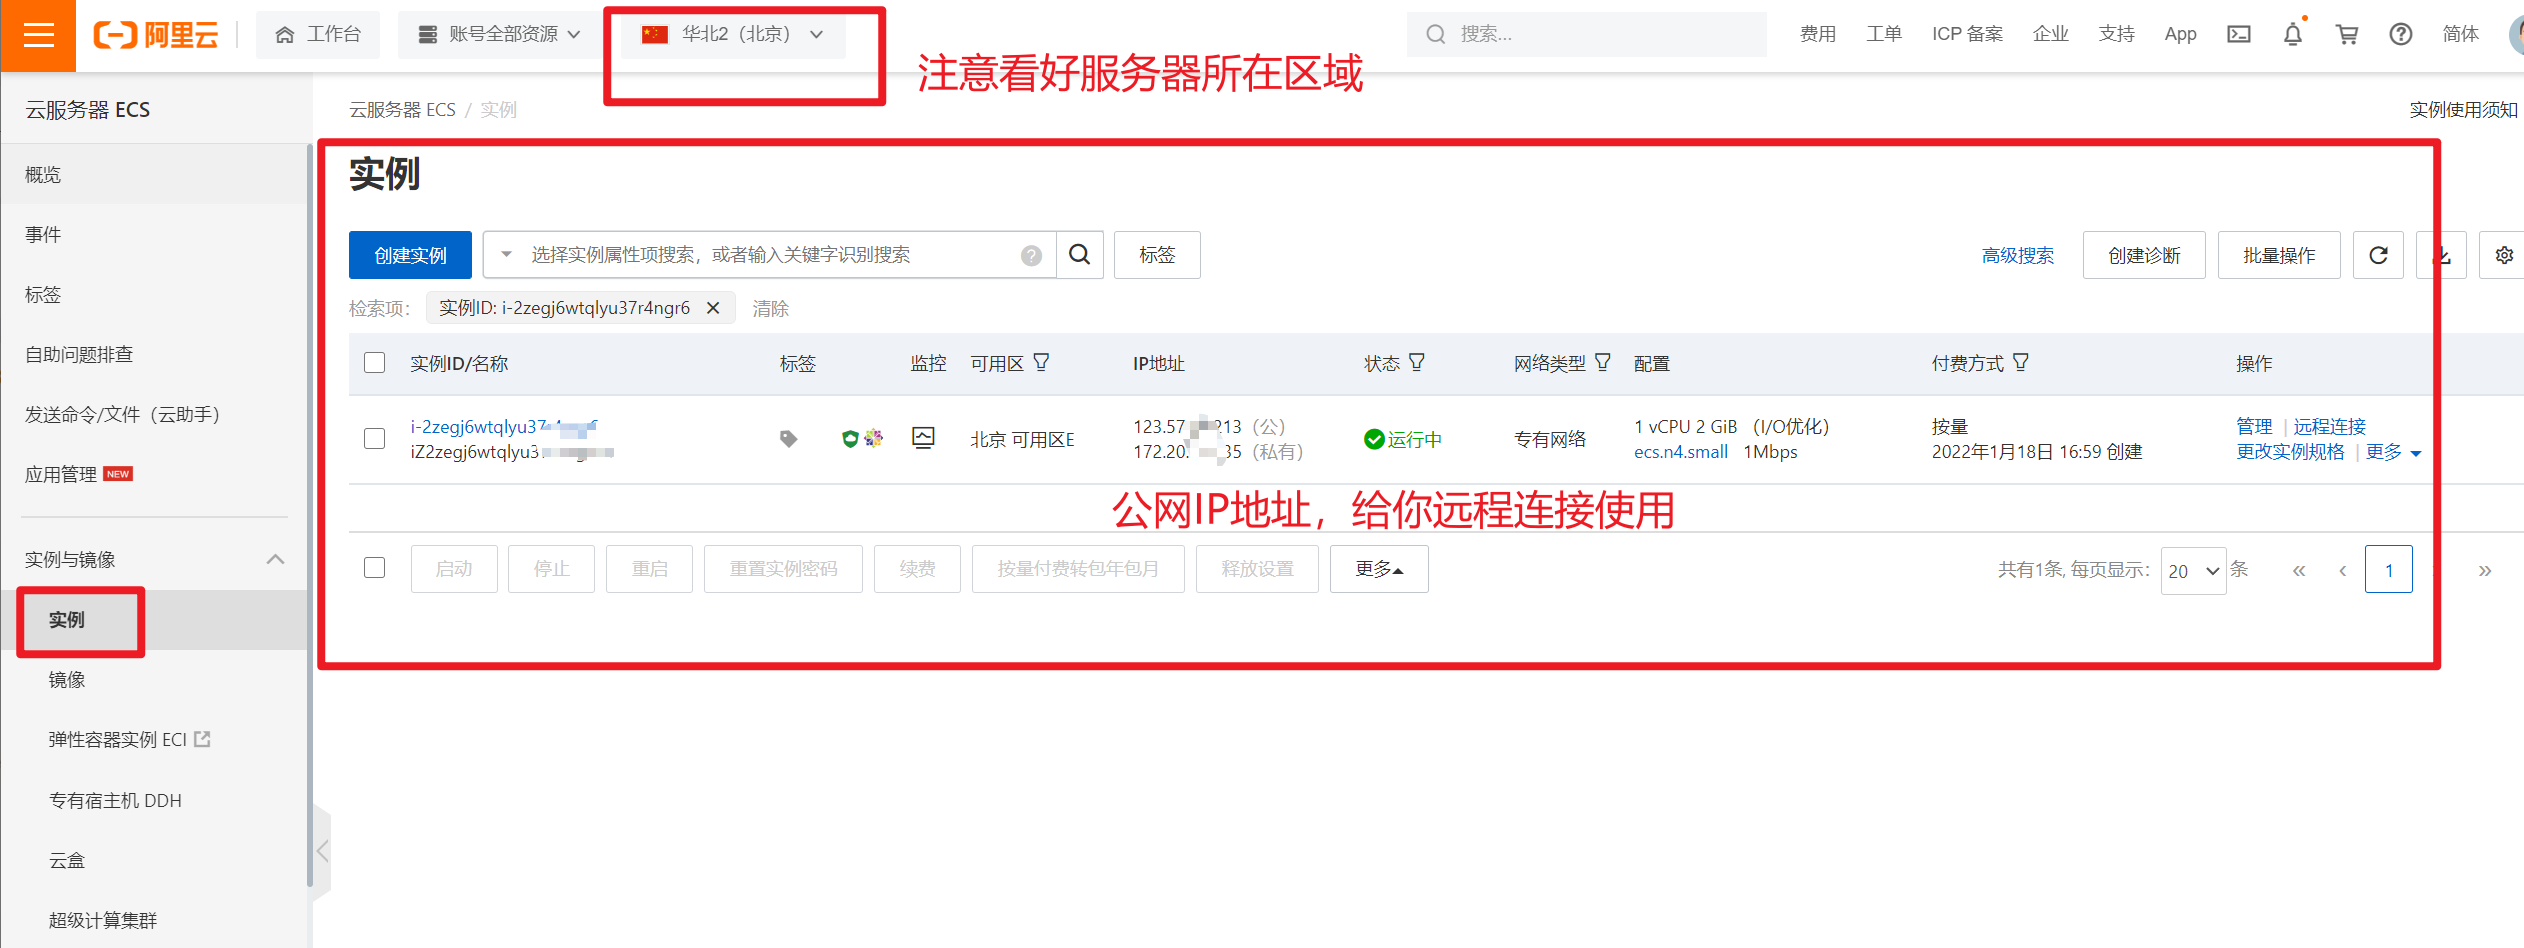 阿里云
工作台
账号全部资源
华北2（北京）
搜索...
费用
工单
ICP 备案
企业
支持
App
简体
注意看好服务器所在区域
云服务器 ECS
云服务器 ECS / 实例
实例使用须知
概览
事件
标签
自助问题排查
发送命令/文件（云助手）
应用管理 NEW
实例与镜像
实例
镜像
弹性容器实例 ECI
专有宿主机 DDH
云盒
超级计算集群
实例
创建实例
选择实例属性项搜索，或者输入关键字识别搜索
标签
高级搜索
创建诊断
批量操作
检索项：
实例ID: i-2zegj6wtqlyu37r4ngr6
清除
实例ID/名称 标签 监控 可用区 IP地址 状态 网络类型 配置 付费方式 操作
i-2zegj6wtqlyu37
iZ2zegj6wtqlyu3
北京 可用区E
123.57 213（公）
172.20. 35（私有）
运行中
专有网络
1 vCPU 2 GiB （I/O优化）
ecs.n4.small 1Mbps
按量
2022年1月18日 16:59 创建
管理 | 远程连接
更改实例规格 | 更多
公网IP地址，给你远程连接使用
启动
停止
重启
重置实例密码
续费
按量付费转包年包月
释放设置
更多
共有1条, 每页显示：
20
条
« ‹ 1 »